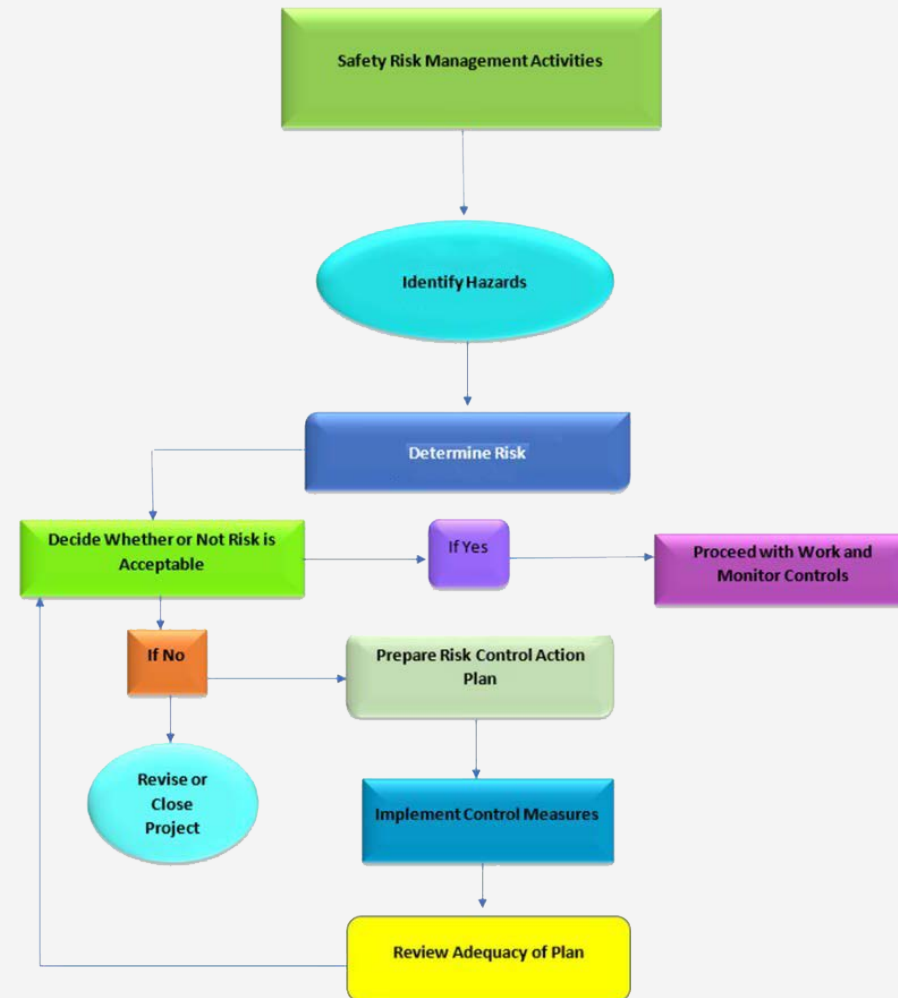 Safety Risk Management Activities
Identify Hazards
Determine Risk
Decide Whether or Not Risk is
Acceptable
If Yes
Proceed with Work and
Monitor Controls
If No
Prepare Risk Control Action
Plan
Revise or
Close
Project
Implement Control Measures
Review Adequacy of Plan